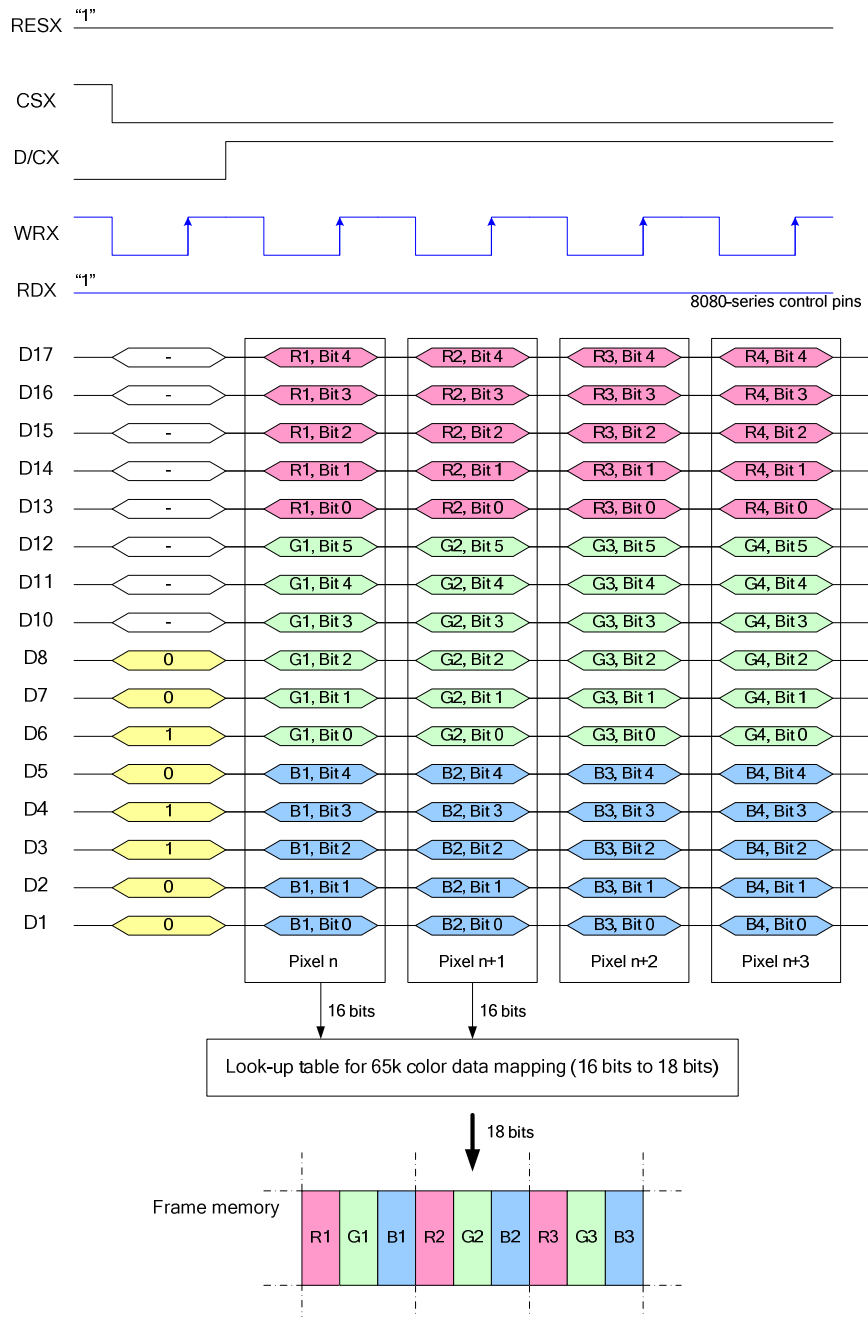 RESX “1”
CSX
D/CX
WRX
RDX “1”
8080-series control pins
D17 - R1, Bit 4 R2, Bit 4 R3, Bit 4 R4, Bit 4
D16 - R1, Bit 3 R2, Bit 3 R3, Bit 3 R4, Bit 3
D15 - R1, Bit 2 R2, Bit 2 R3, Bit 2 R4, Bit 2
D14 - R1, Bit 1 R2, Bit 1 R3, Bit 1 R4, Bit 1
D13 - R1, Bit 0 R2, Bit 0 R3, Bit 0 R4, Bit 0
D12 - G1, Bit 5 G2, Bit 5 G3, Bit 5 G4, Bit 5
D11 - G1, Bit 4 G2, Bit 4 G3, Bit 4 G4, Bit 4
D10 - G1, Bit 3 G2, Bit 3 G3, Bit 3 G4, Bit 3
D8 0 G1, Bit 2 G2, Bit 2 G3, Bit 2 G4, Bit 2
D7 0 G1, Bit 1 G2, Bit 1 G3, Bit 1 G4, Bit 1
D6 1 G1, Bit 0 G2, Bit 0 G3, Bit 0 G4, Bit 0
D5 0 B1, Bit 4 B2, Bit 4 B3, Bit 4 B4, Bit 4
D4 1 B1, Bit 3 B2, Bit 3 B3, Bit 3 B4, Bit 3
D3 1 B1, Bit 2 B2, Bit 2 B3, Bit 2 B4, Bit 2
D2 0 B1, Bit 1 B2, Bit 1 B3, Bit 1 B4, Bit 1
D1 0 B1, Bit 0 B2, Bit 0 B3, Bit 0 B4, Bit 0
Pixel n Pixel n+1 Pixel n+2 Pixel n+3
16 bits 16 bits
Look-up table for 65k color data mapping (16 bits to 18 bits)
18 bits
Frame memory
R1 G1 B1 R2 G2 B2 R3 G3 B3